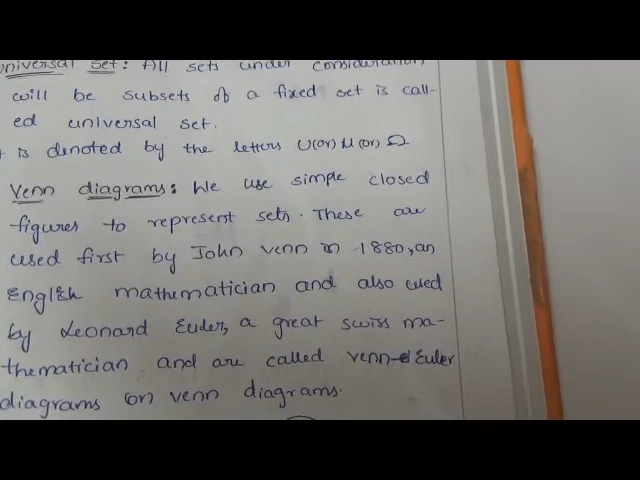 universal set: All sets under consideration
will be subsets of a fixed set is call-
ed universal set.
t is denoted by the letters U(or) μ(or) Ω
Venn diagrams: We use simple closed
figures to represent sets. These are
used first by John venn in 1880, an
English mathematician and also used
by Leonard Euler, a great swiss ma-
thematician and are called venn-Euler
diagrams (or) venn diagrams.